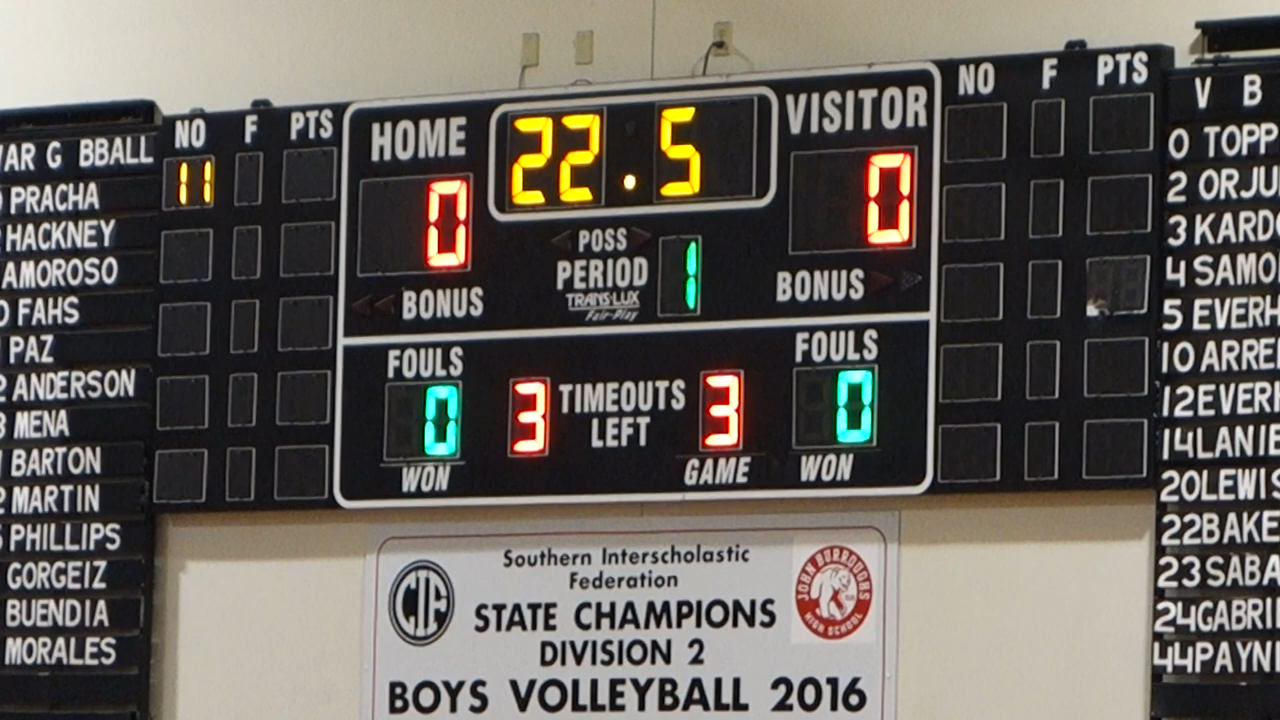 VAR G BBALL
PRACHA
HACKNEY
AMOROSO
FAHS
PAZ
ANDERSON
MENA
BARTON
MARTIN
PHILLIPS
GORGEIZ
BUENDIA
MORALES
NO F PTS
11
HOME
22.5
VISITOR
0
0
POSS
PERIOD
1
TRANS-LUX
Fair-Play
BONUS
BONUS
FOULS
FOULS
0
3
TIMEOUTS
LEFT
3
0
WON
GAME
WON
NO F PTS
V B
0 TOPP
2 ORJU
3 KARDO
4 SAMO
5 EVERH
10 ARRE
12 EVER
14 LANIE
20 LEWIS
22 BAKE
23 SABA
24 GABRI
44 PAYN
Southern Interscholastic
Federation
CIF
STATE CHAMPIONS
DIVISION 2
BOYS VOLLEYBALL 2016
JOHN BURROUGHS
HIGH SCHOOL